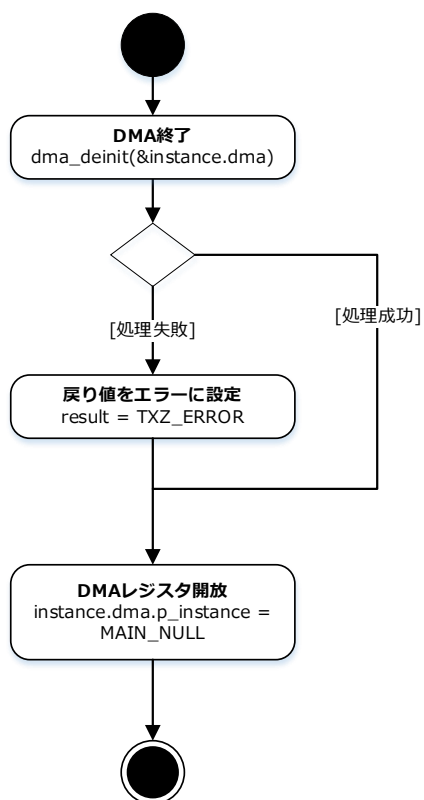 DMA終了
dma_deinit(&instance.dma)
[処理成功]
[処理失敗]
戻り値をエラーに設定
result = TXZ_ERROR
DMAレジスタ開放
instance.dma.p_instance =
MAIN_NULL